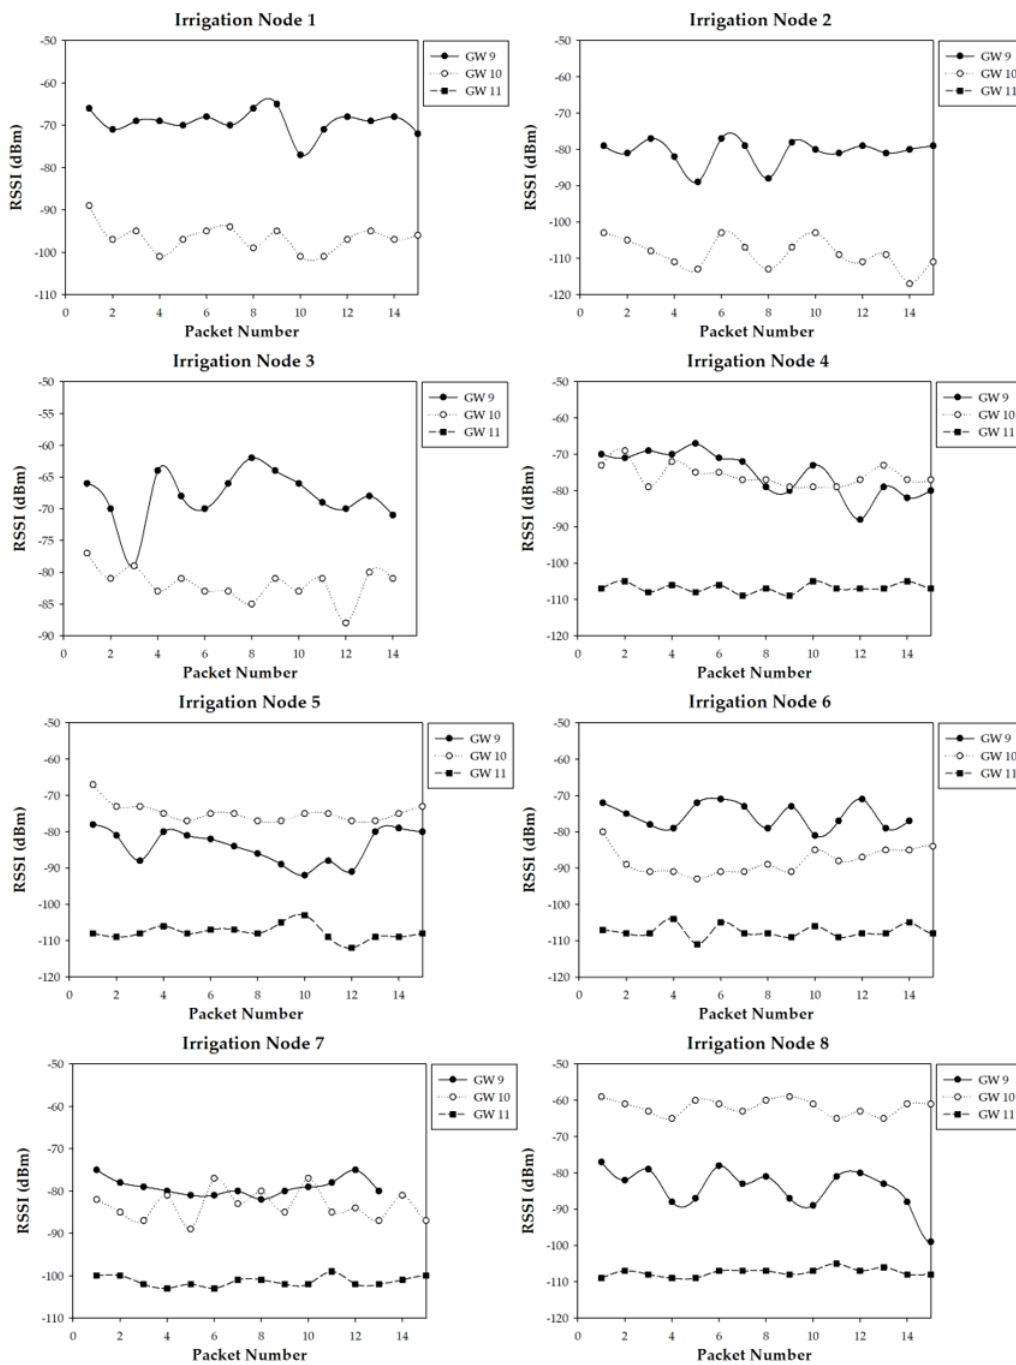 Irrigation Node 1
-50
-60
-70
-80
-90
-100
-110
RSSI (dBm)
0 2 4 6 8 10 12 14
Packet Number
GW 9
GW 10
GW 11
Irrigation Node 2
-50
-60
-70
-80
-90
-100
-110
-120
RSSI (dBm)
0 2 4 6 8 10 12 14
Packet Number
GW 9
GW 10
GW 11
Irrigation Node 3
-50
-55
-60
-65
-70
-75
-80
-85
-90
RSSI (dBm)
0 2 4 6 8 10 12 14
Packet Number
GW 9
GW 10
GW 11
Irrigation Node 4
-50
-60
-70
-80
-90
-100
-110
-120
RSSI (dBm)
0 2 4 6 8 10 12 14
Packet Number
GW 9
GW 10
GW 11
Irrigation Node 5
-50
-60
-70
-80
-90
-100
-110
-120
RSSI (dBm)
0 2 4 6 8 10 12 14
Packet Number
GW 9
GW 10
GW 11
Irrigation Node 6
-50
-60
-70
-80
-90
-100
-110
-120
RSSI (dBm)
0 2 4 6 8 10 12 14
Packet Number
GW 9
GW 10
GW 11
Irrigation Node 7
-50
-60
-70
-80
-90
-100
-110
RSSI (dBm)
0 2 4 6 8 10 12 14
Packet Number
GW 9
GW 10
GW 11
Irrigation Node 8
-50
-60
-70
-80
-90
-100
-110
-120
RSSI (dBm)
0 2 4 6 8 10 12 14
Packet Number
GW 9
GW 10
GW 11